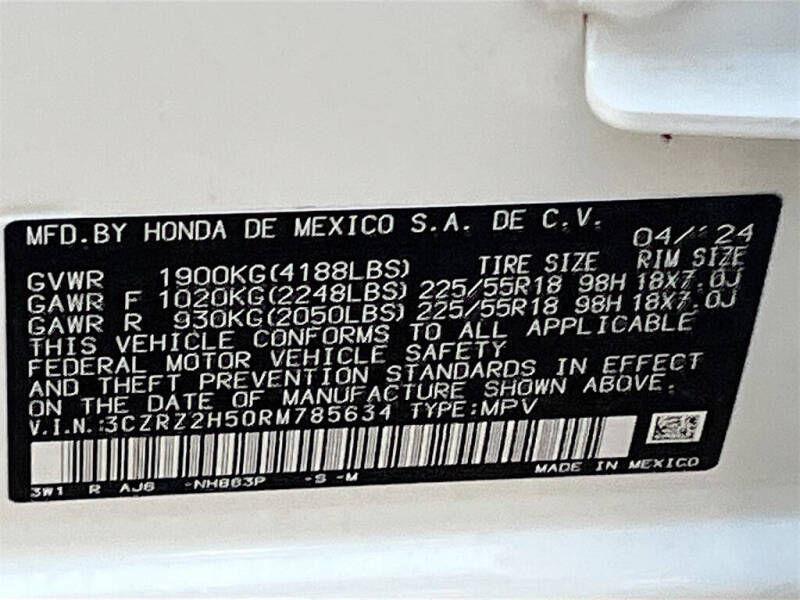 MFD.BY HONDA DE MEXICO S.A. DE C.V. 04/'24
TIRE SIZE RIM SIZE
GVWR 1900KG(4188LBS)
GAWR F 1020KG(2248LBS) 225/55R18 98H 18X7.0J
GAWR R 930KG(2050LBS) 225/55R18 98H 18X7.0J
THIS VEHICLE CONFORMS TO ALL APPLICABLE
FEDERAL MOTOR VEHICLE SAFETY
AND THEFT PREVENTION STANDARDS IN EFFECT
ON THE DATE OF MANUFACTURE SHOWN ABOVE.
V.I.N.:3CZRZ2H50RM785634 TYPE:MPV
MADE IN MEXICO
3W1 R AJ6 -NH883P -S -M